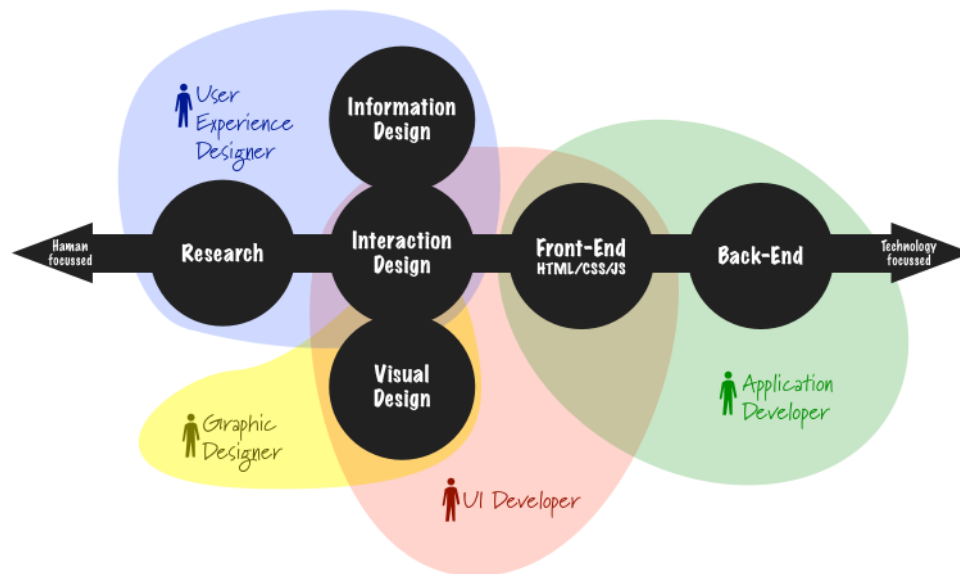 User
Experience
Designer
Information
Design
Haman
focussed
Research
Interaction
Design
Front-End
HTML/CSS/JS
Back-End
Technology
focussed
Visual
Design
Graphic
Designer
Application
Developer
UI Developer